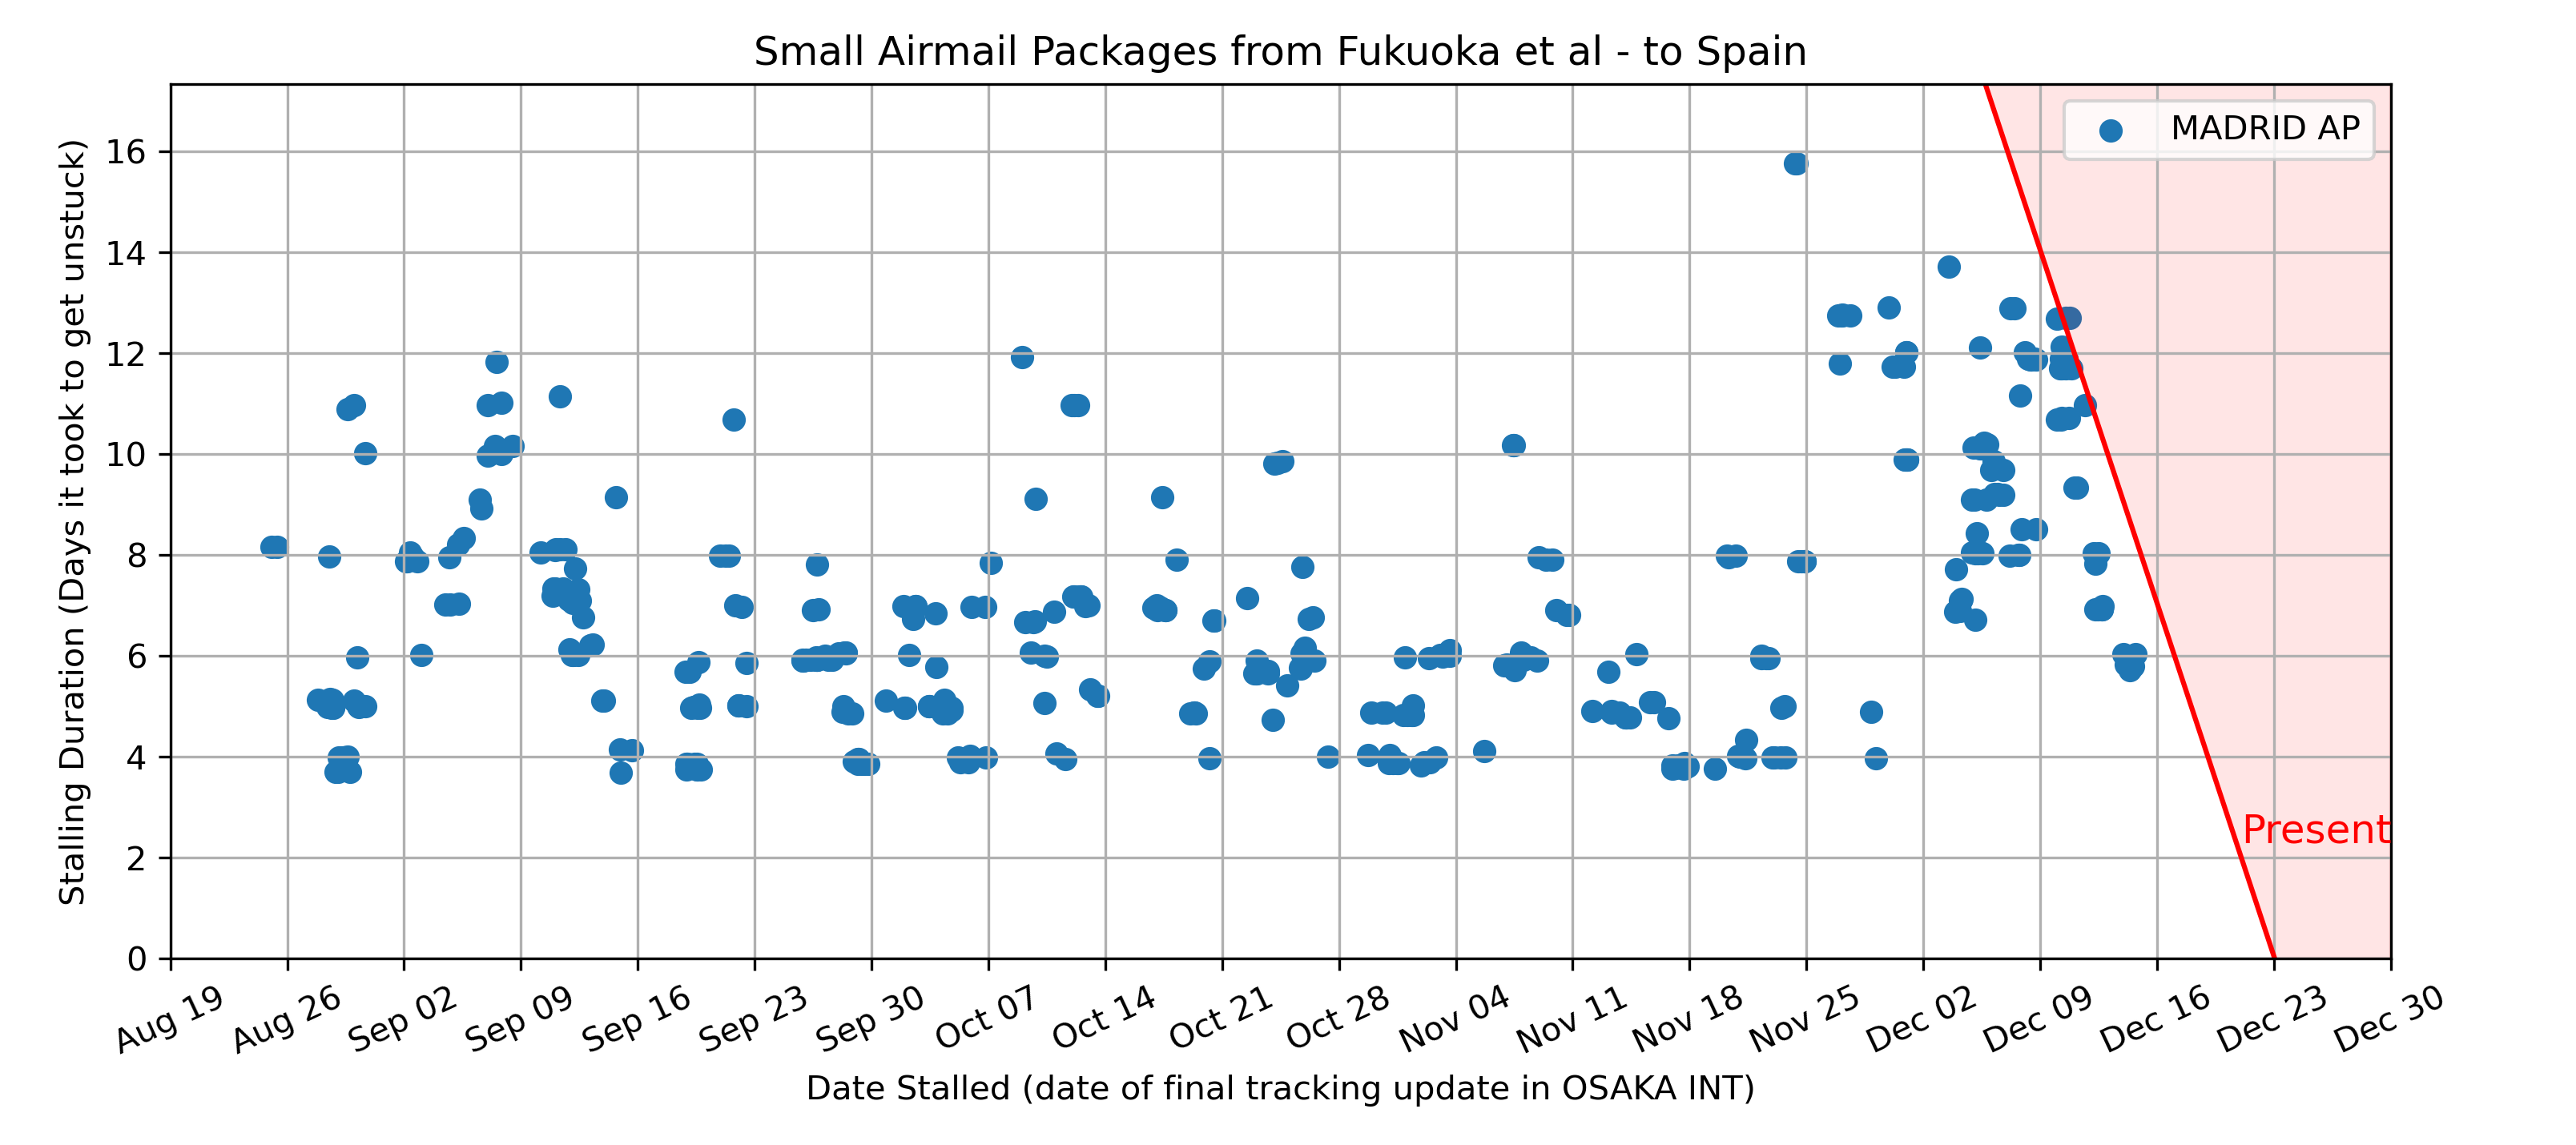 Small Airmail Packages from Fukuoka et al - to Spain
MADRID AP
Stalling Duration (Days it took to get unstuck)
16
14
12
10
8
6
4
2
0
Present
Aug 19
Aug 26
Sep 02
Sep 09
Sep 16
Sep 23
Sep 30
Oct 07
Oct 14
Oct 21
Oct 28
Nov 04
Nov 11
Nov 18
Nov 25
Dec 02
Dec 09
Dec 16
Dec 23
Dec 30
Date Stalled (date of final tracking update in OSAKA INT)